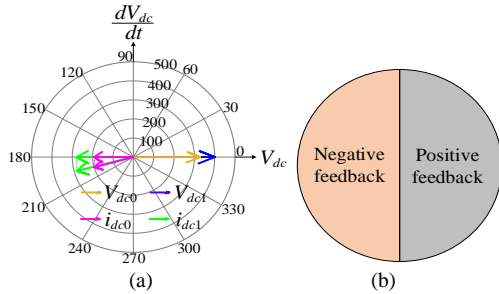 dV_dc
dt
90
120
500
60
400
150
300
30
200
100
180
0
V_dc
V_dc0
V_dc1
210
330
i_dc0
i_dc1
240
300
270
(a)
Negative
feedback
Positive
feedback
(b)